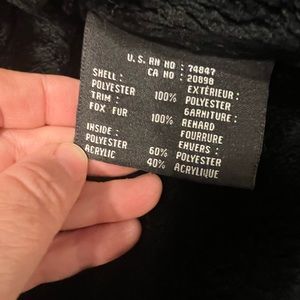 U.S. RN NO : 74847
CA NO : 20898
SHELL : EXTÉRIEUR :
POLYESTER 100% POLYESTER
TRIM : GARNITURE :
FOX FUR 100% RENARD
FOURRURE
INSIDE : ENVERS :
POLYESTER 60% POLYESTER
ACRYLIC 40% ACRYLIQUE